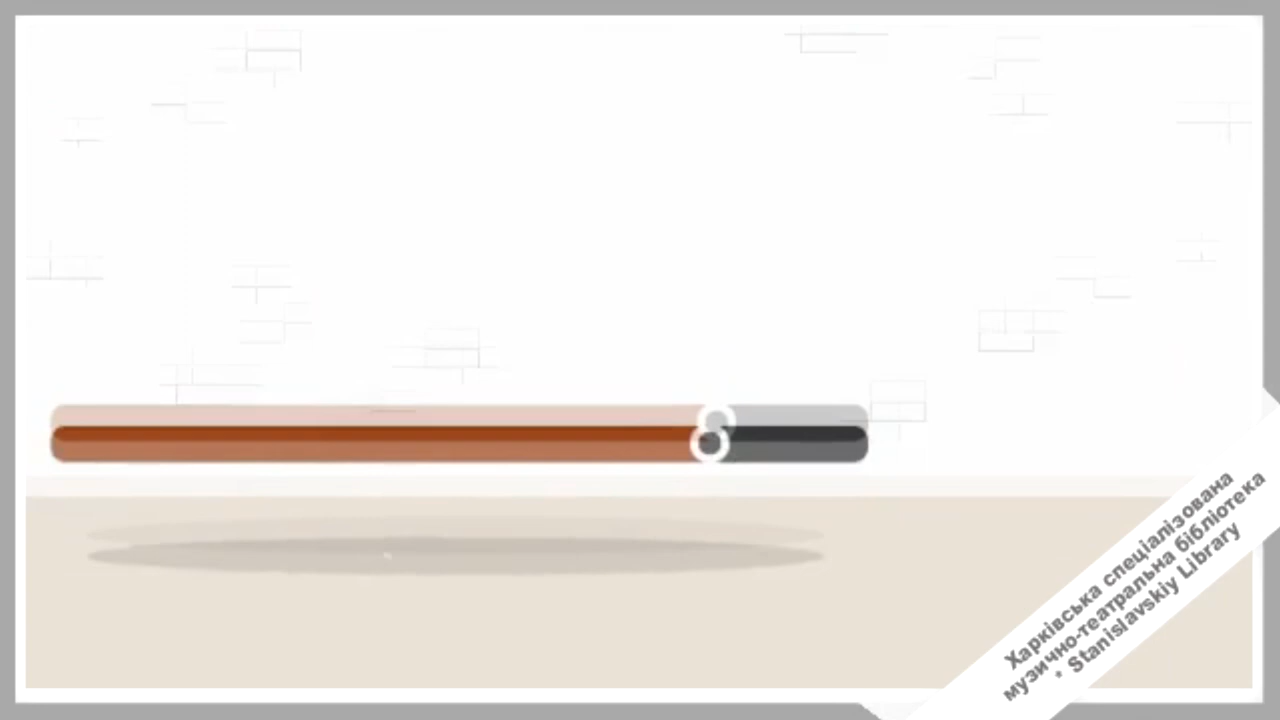 Харківська спеціалізована
музично-театральна бібліотека
* Stanislavskiy Library